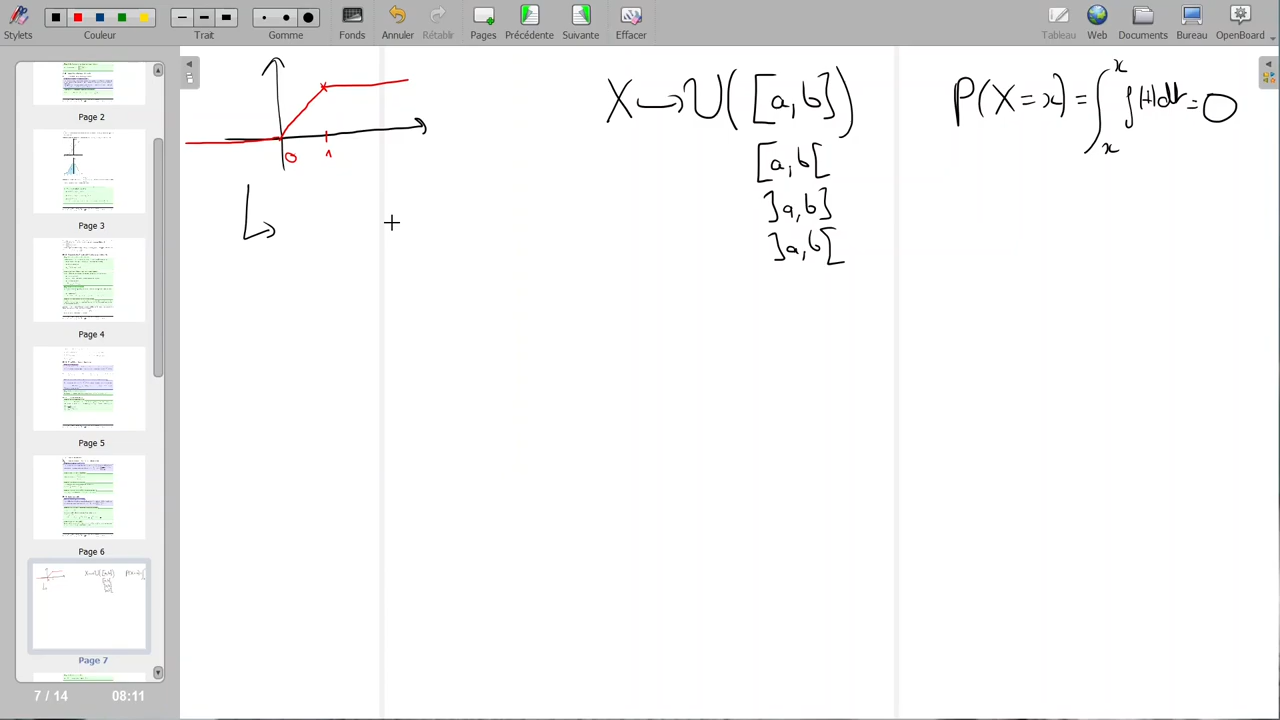 Stylets
Couleur
Trait
Gomme
Fonds
Annuler
Rétablir
Pages
Précédente
Suivante
Effacer
Tableau
Web
Documents
Bureau
OpenBoard
Page 2
Page 3
Page 4
Page 5
Page 6
Page 7
7 / 14
08:11
0
1
X ↪ U([a,b])
[a,b[
]a,b]
]a,b[
P(X=x) = ∫_x^x f(t)dt = 0